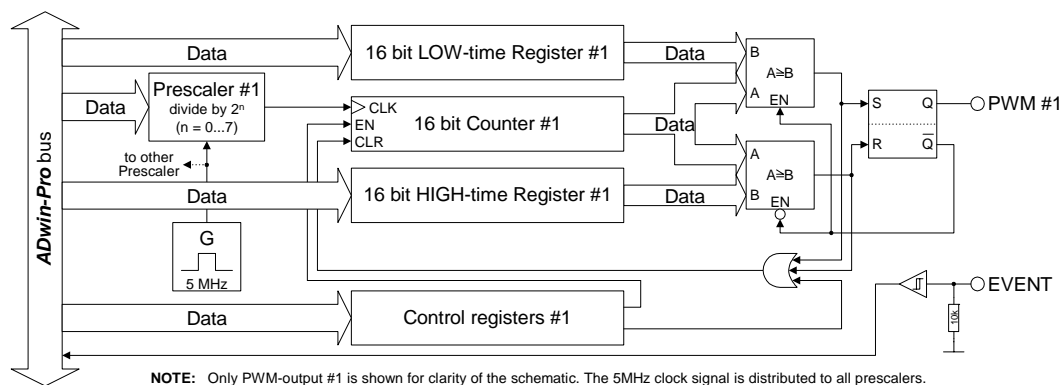 ADwin-Pro bus
Data
16 bit LOW-time Register #1
Data
B
A≥B
A
EN
Data
Prescaler #1
divide by 2ⁿ
(n = 0...7)
CLK
EN
CLR
16 bit Counter #1
Data
S
Q
PWM #1
R
Q
to other
Prescaler
A
A≥B
B
EN
Data
16 bit HIGH-time Register #1
Data
G
5 MHz
EVENT
10k
Data
Control registers #1
NOTE: Only PWM-output #1 is shown for clarity of the schematic. The 5MHz clock signal is distributed to all prescalers.